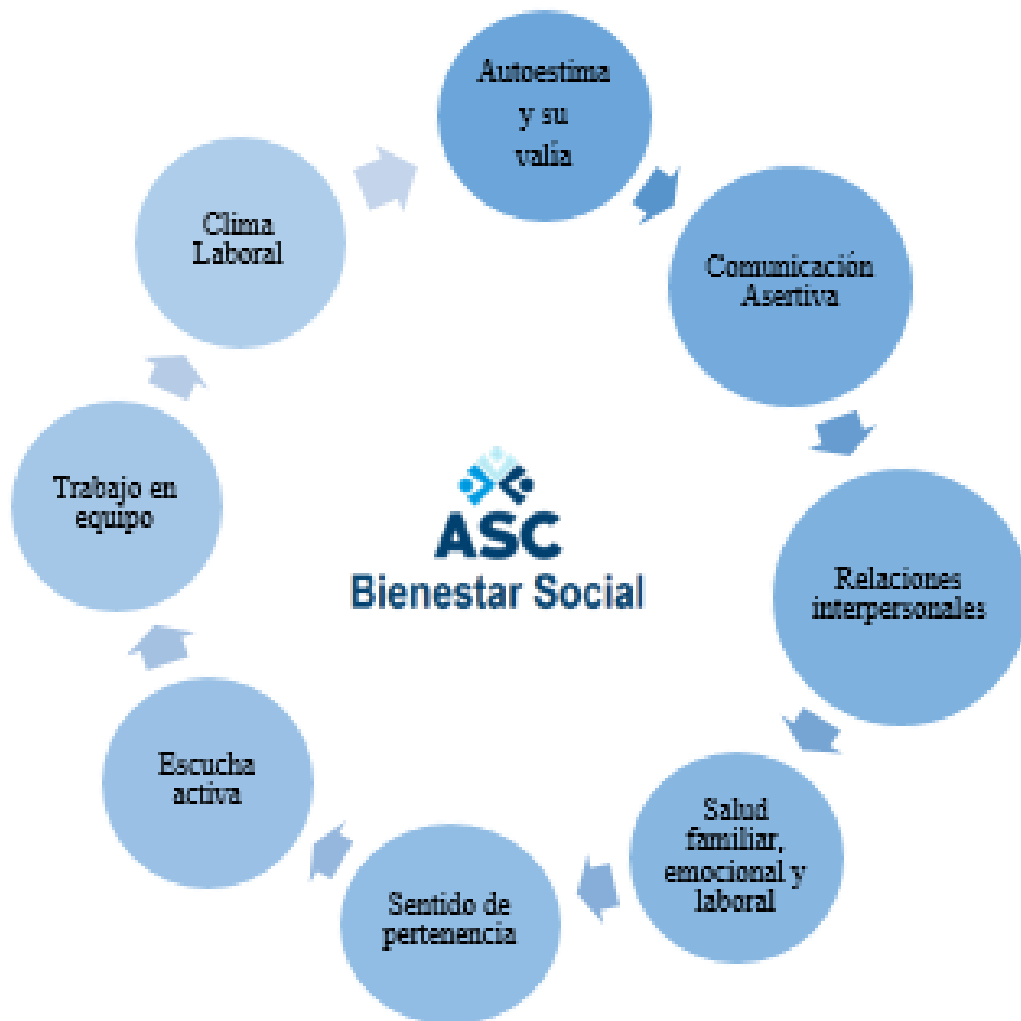 Autoestima
y su
valía
Comunicación
Asertiva
Relaciones
interpersonales
Salud
familiar,
emocional y
laboral
Sentido de
pertenencia
Escucha
activa
Trabajo en
equipo
Clima
Laboral
ASC
Bienestar Social